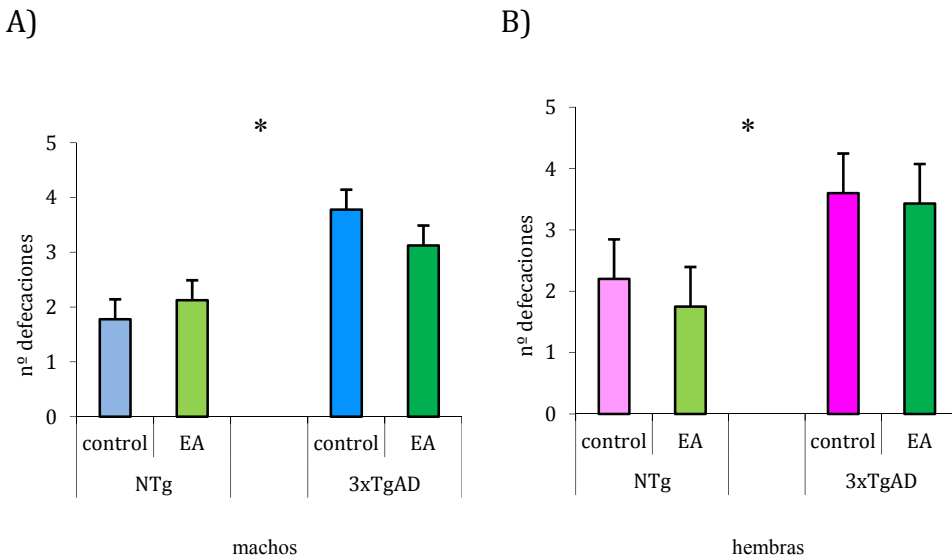 A)
nº defecaciones
5
4
3
2
1
0
*
control EA control EA
NTg 3xTgAD
machos
B)
nº defecaciones
5
4
3
2
1
0
*
control EA control EA
NTg 3xTgAD
hembras